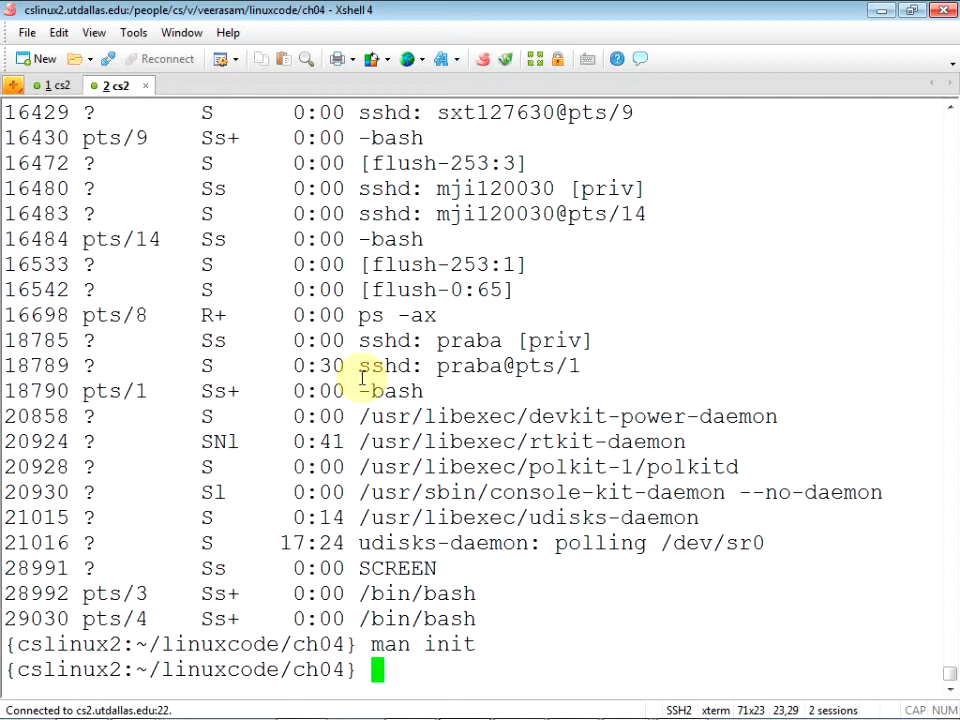 cslinux2.utdallas.edu:/people/cs/v/veerasam/linuxcode/ch04 - Xshell 4
File Edit View Tools Window Help
New Reconnect
1 cs2 2 cs2
16429 ? S 0:00 sshd: sxt127630@pts/9
16430 pts/9 Ss+ 0:00 -bash
16472 ? S 0:00 [flush-253:3]
16480 ? Ss 0:00 sshd: mji120030 [priv]
16483 ? S 0:00 sshd: mji120030@pts/14
16484 pts/14 Ss 0:00 -bash
16533 ? S 0:00 [flush-253:1]
16542 ? S 0:00 [flush-0:65]
16698 pts/8 R+ 0:00 ps -ax
18785 ? Ss 0:00 sshd: praba [priv]
18789 ? S 0:30 sshd: praba@pts/1
18790 pts/1 Ss+ 0:00 -bash
20858 ? S 0:00 /usr/libexec/devkit-power-daemon
20924 ? SNl 0:41 /usr/libexec/rtkit-daemon
20928 ? S 0:00 /usr/libexec/polkit-1/polkitd
20930 ? Sl 0:00 /usr/sbin/console-kit-daemon --no-daemon
21015 ? S 0:14 /usr/libexec/udisks-daemon
21016 ? S 17:24 udisks-daemon: polling /dev/sr0
28991 ? Ss 0:00 SCREEN
28992 pts/3 Ss+ 0:00 /bin/bash
29030 pts/4 Ss+ 0:00 /bin/bash
{cslinux2:~/linuxcode/ch04} man init
{cslinux2:~/linuxcode/ch04}
Connected to cs2.utdallas.edu:22. SSH2 xterm 71x23 23,29 2 sessions CAP NUM